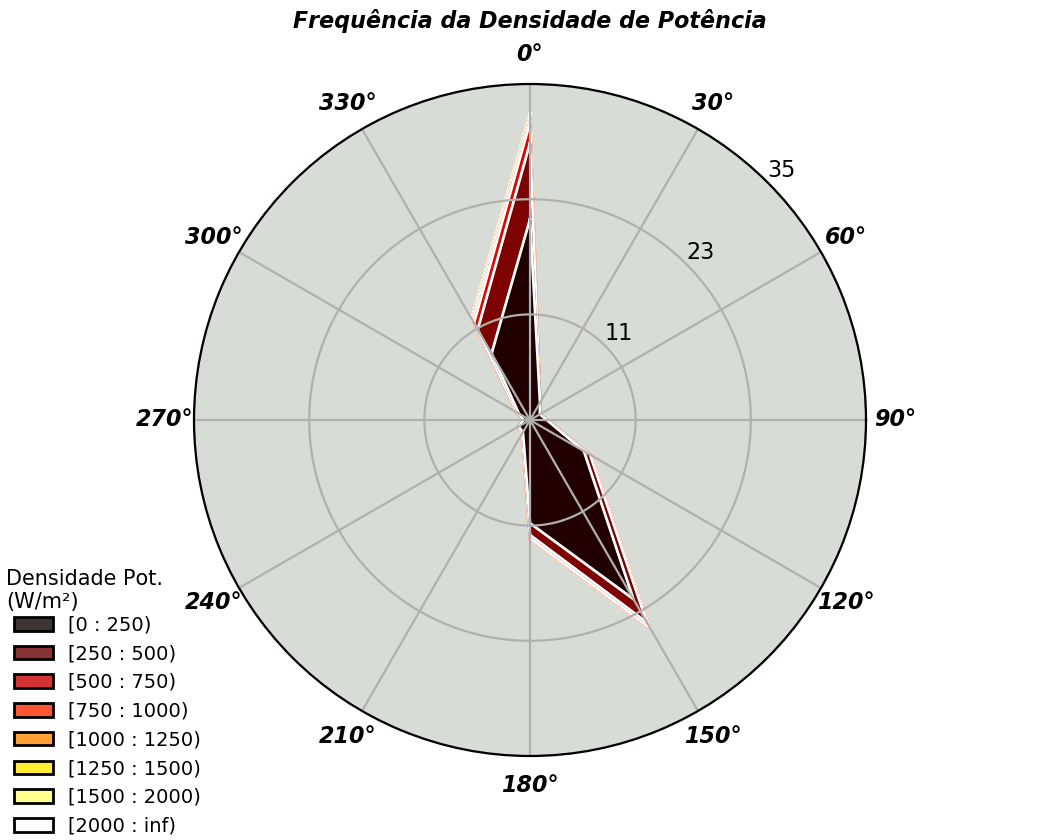 Frequência da Densidade de Potência
0°
330°
30°
35
300°
60°
23
11
270°
90°
240°
120°
210°
150°
180°
Densidade Pot.
(W/m²)
[0 : 250)
[250 : 500)
[500 : 750)
[750 : 1000)
[1000 : 1250)
[1250 : 1500)
[1500 : 2000)
[2000 : inf)